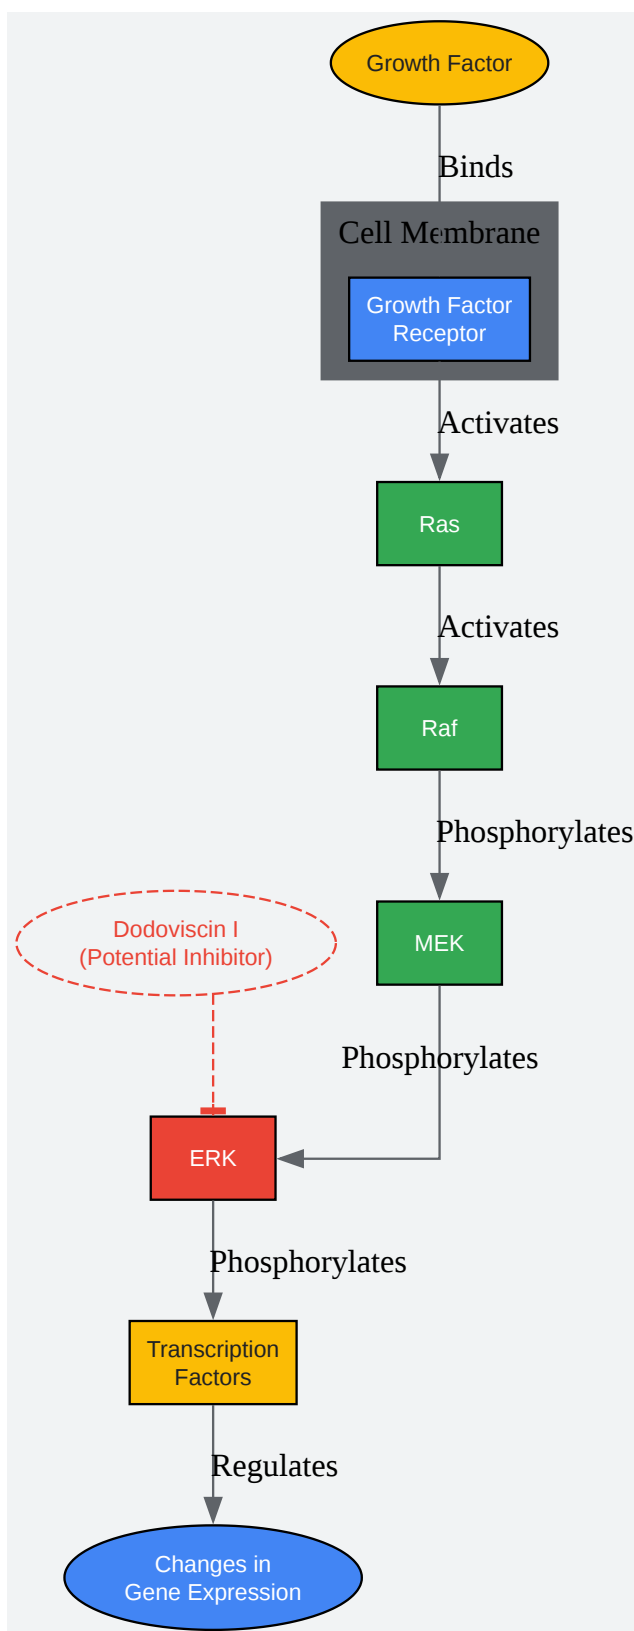 Growth Factor
Binds
Cell Membrane
Growth Factor
Receptor
Activates
Ras
Activates
Raf
Phosphorylates
Dodoviscin I
(Potential Inhibitor)
MEK
Phosphorylates
ERK
Phosphorylates
Transcription
Factors
Regulates
Changes in
Gene Expression